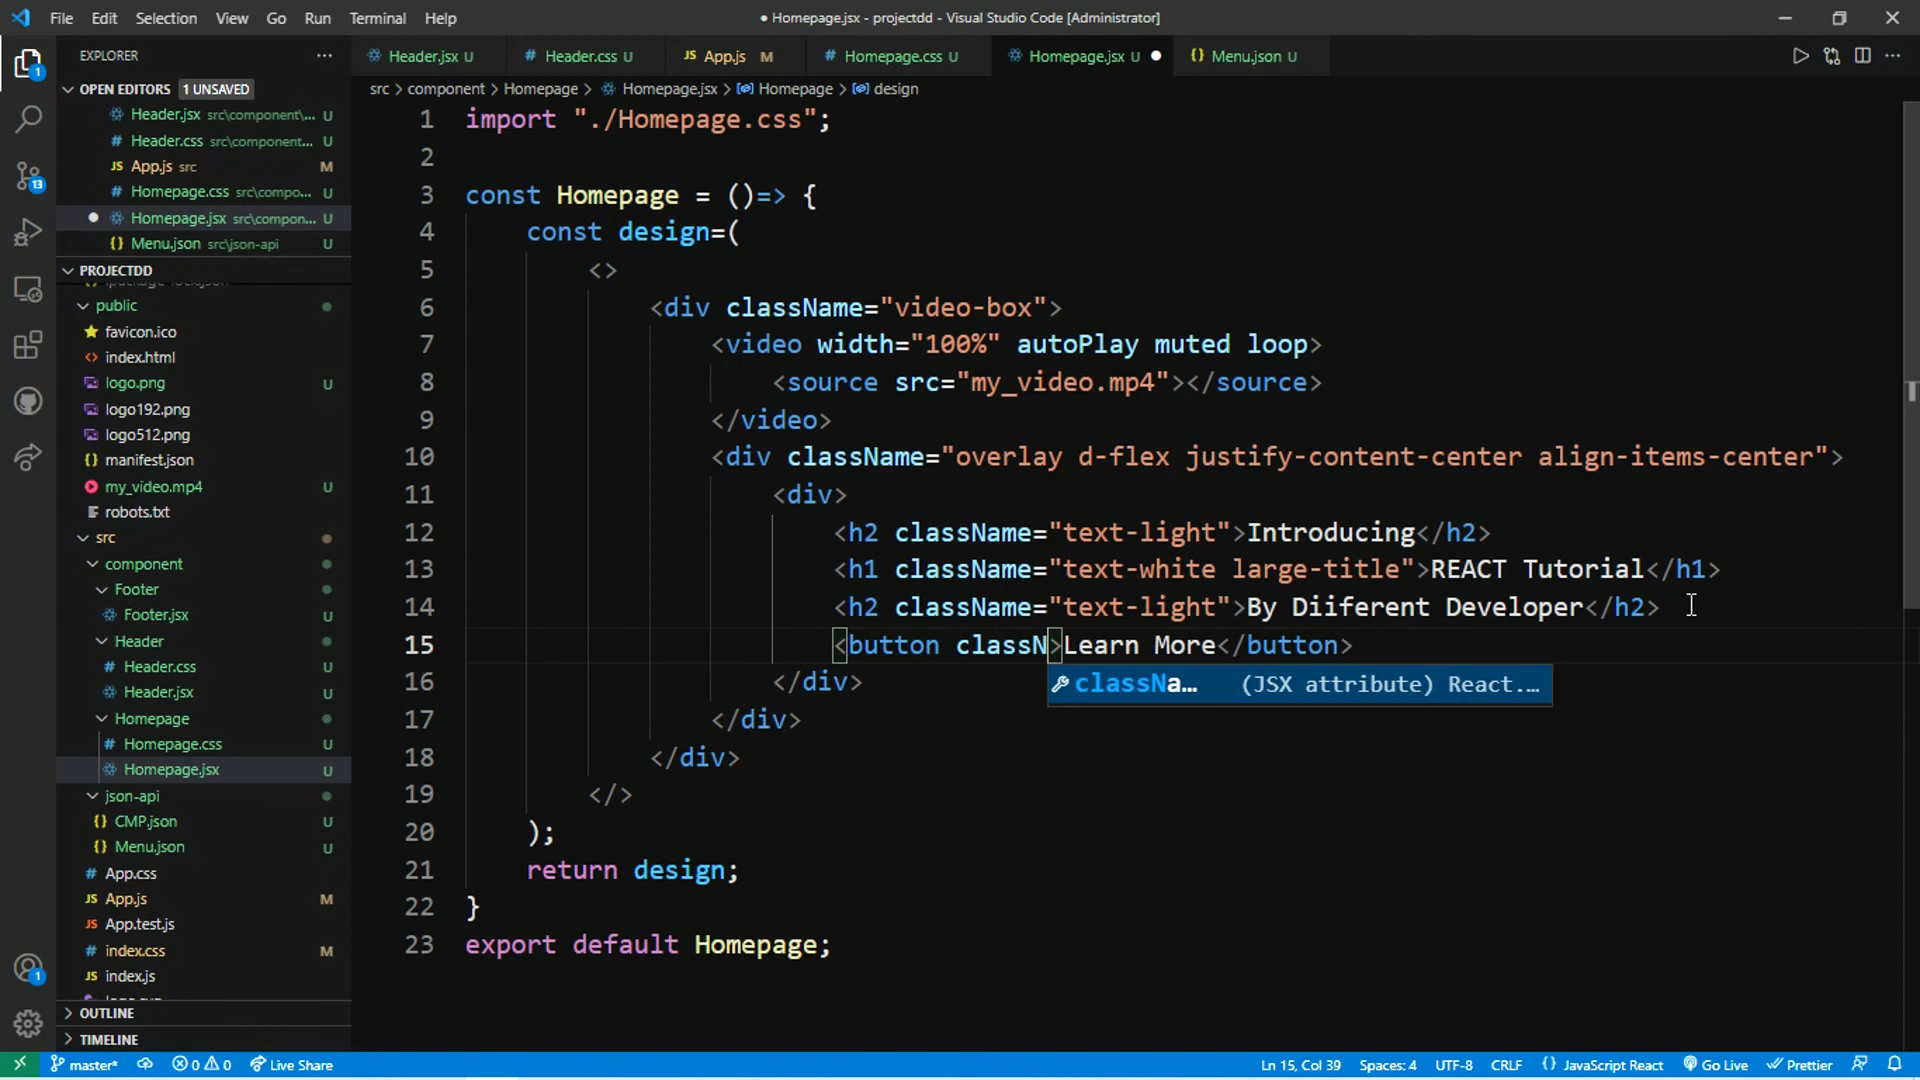 File Edit Selection View Go Run Terminal Help
● Homepage.jsx - projectdd - Visual Studio Code [Administrator]
EXPLORER
OPEN EDITORS 1 UNSAVED
Header.jsx src\component\... U
Header.css src\component... U
App.js src M
Homepage.css src\compo... U
Homepage.jsx src\compon... U
Menu.json src\json-api U
PROJECTDD
public
favicon.ico
index.html
logo.png U
logo192.png
logo512.png
manifest.json
my_video.mp4 U
robots.txt
src
component
Footer
Footer.jsx U
Header
Header.css U
Header.jsx U
Homepage
Homepage.css U
Homepage.jsx U
json-api
CMP.json U
Menu.json U
App.css
App.js M
App.test.js
index.css M
index.js
OUTLINE
TIMELINE
Header.jsx U Header.css U App.js M Homepage.css U Homepage.jsx U ● Menu.json U
src > component > Homepage > Homepage.jsx > Homepage > design
1 import "./Homepage.css";
2
3 const Homepage = ()=> {
4 const design=(
5 <>
6 <div className="video-box">
7 <video width="100%" autoPlay muted loop>
8 <source src="my_video.mp4"></source>
9 </video>
10 <div className="overlay d-flex justify-content-center align-items-center">
11 <div>
12 <h2 className="text-light">Introducing</h2>
13 <h1 className="text-white large-title">REACT Tutorial</h1>
14 <h2 className="text-light">By Diiferent Developer</h2>
15 <button classN>Learn More</button>
classNa... (JSX attribute) React....
16 </div>
17 </div>
18 </div>
19 </>
20 );
21 return design;
22 }
23 export default Homepage;
1
13
1
master* 0 0 Live Share Ln 15, Col 39 Spaces: 4 UTF-8 CRLF JavaScript React Go Live Prettier